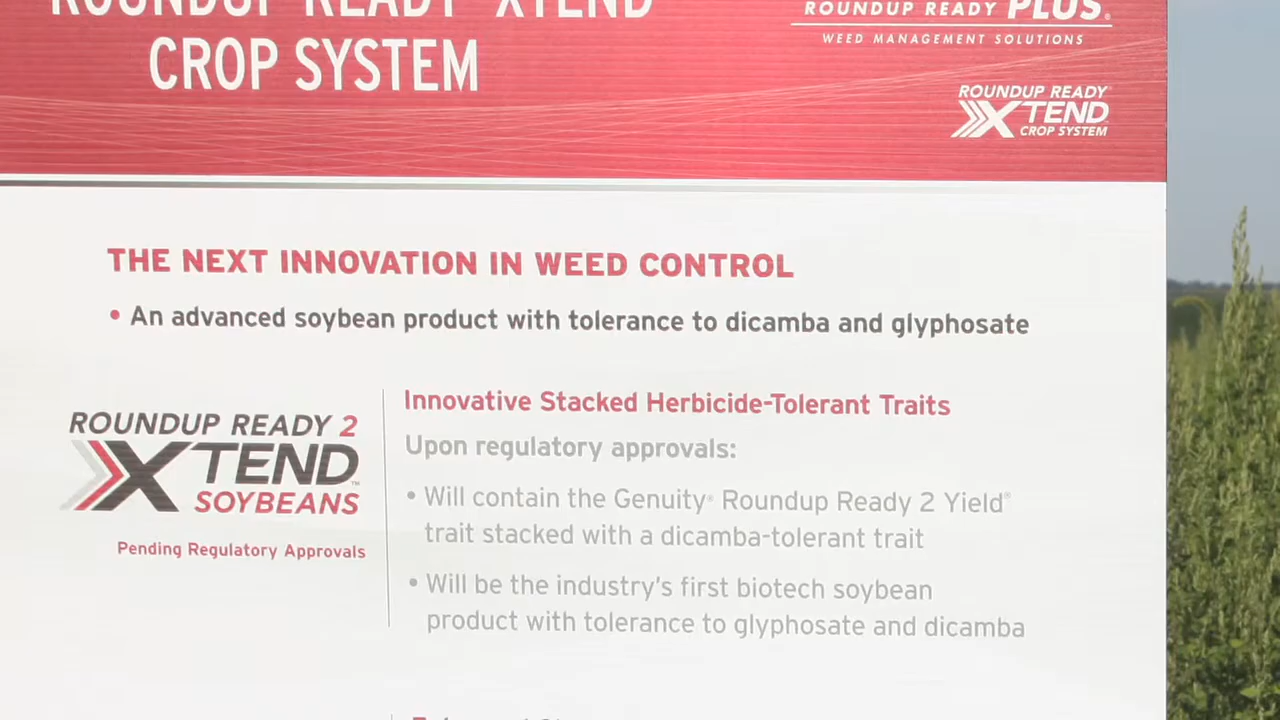 ROUNDUP READY XTEND
CROP SYSTEM
ROUNDUP READY PLUS®
WEED MANAGEMENT SOLUTIONS
ROUNDUP READY
XTEND
CROP SYSTEM
THE NEXT INNOVATION IN WEED CONTROL
• An advanced soybean product with tolerance to dicamba and glyphosate
ROUNDUP READY 2
XTEND™
SOYBEANS
Pending Regulatory Approvals
Innovative Stacked Herbicide-Tolerant Traits
Upon regulatory approvals:
• Will contain the Genuity® Roundup Ready 2 Yield®
trait stacked with a dicamba-tolerant trait
• Will be the industry's first biotech soybean
product with tolerance to glyphosate and dicamba